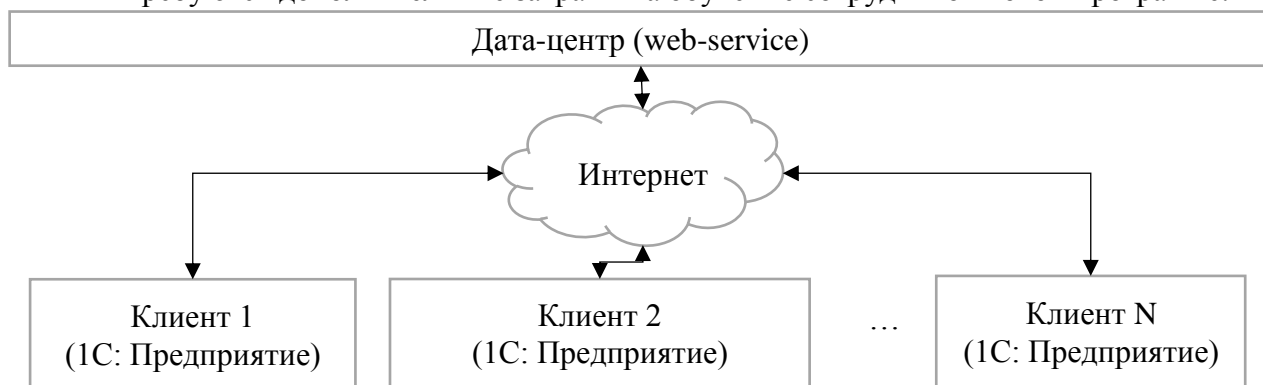 Дата-центр (web-service)
Интернет
Клиент 1
(1С: Предприятие)
Клиент 2
(1С: Предприятие)
…
Клиент N
(1С: Предприятие)